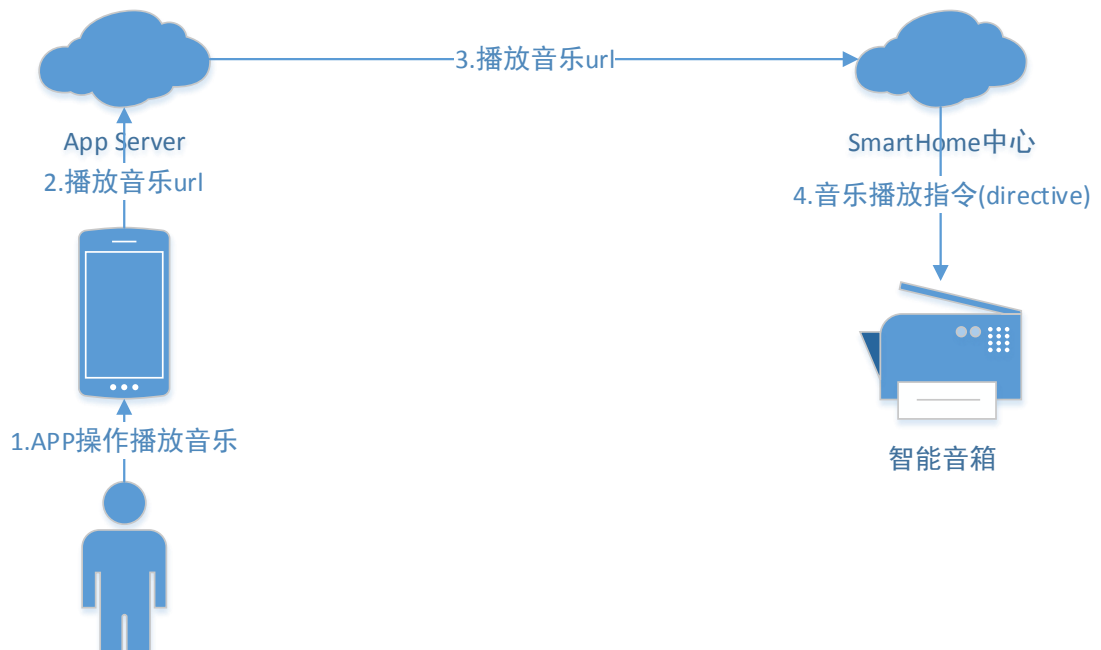 3.播放音乐url
App Server
SmartHome中心
2.播放音乐url
4.音乐播放指令(directive)
1.APP操作播放音乐
智能音箱